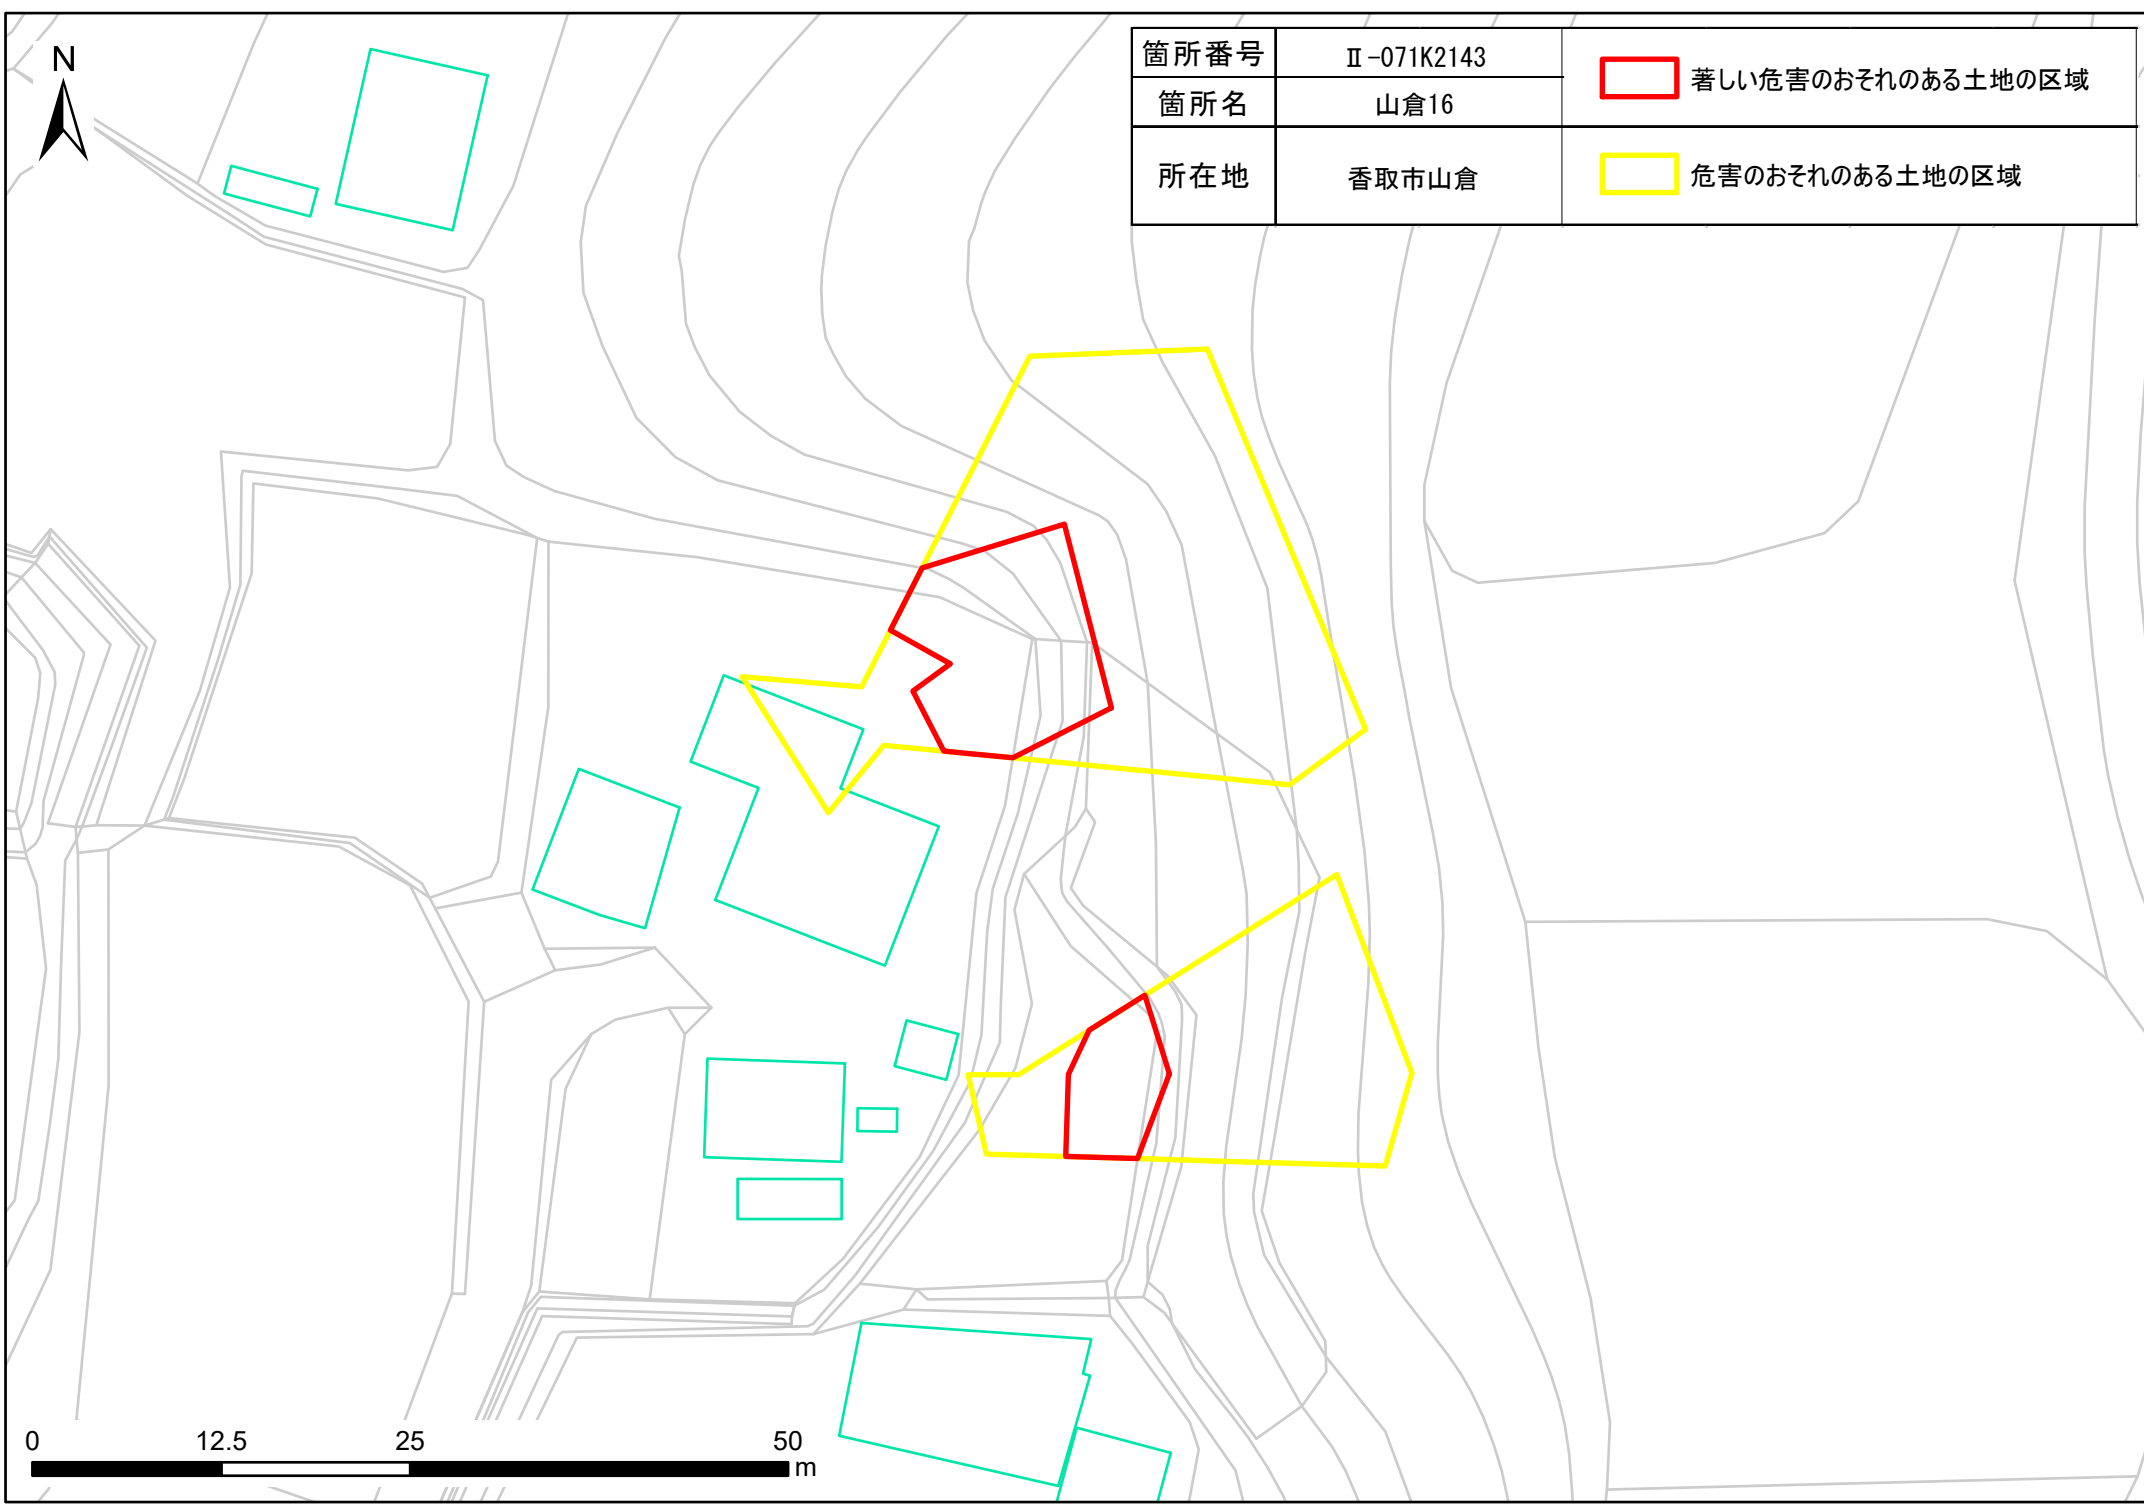 N
箇所番号 Ⅱ-071K2143
箇所名 山倉16
所在地 香取市山倉
著しい危害のおそれのある土地の区域
危害のおそれのある土地の区域
0 12.5 25 50
m